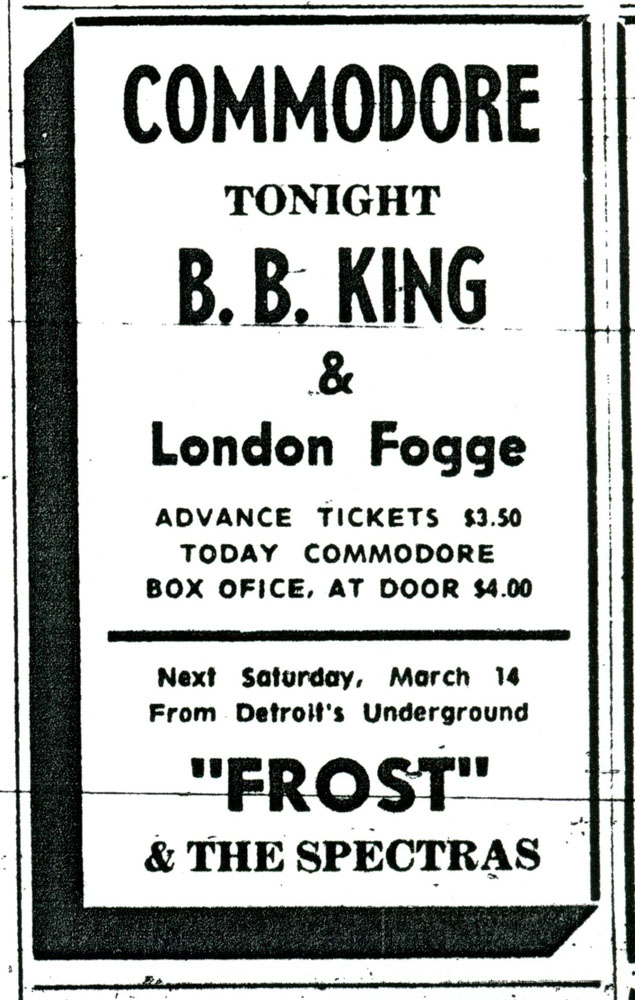 COMMODORE
TONIGHT
B. B. KING
&
London Fogge
ADVANCE TICKETS $3.50
TODAY COMMODORE
BOX OFICE, AT DOOR $4.00
Next Saturday, March 14
From Detroit's Underground
"FROST"
& THE SPECTRAS